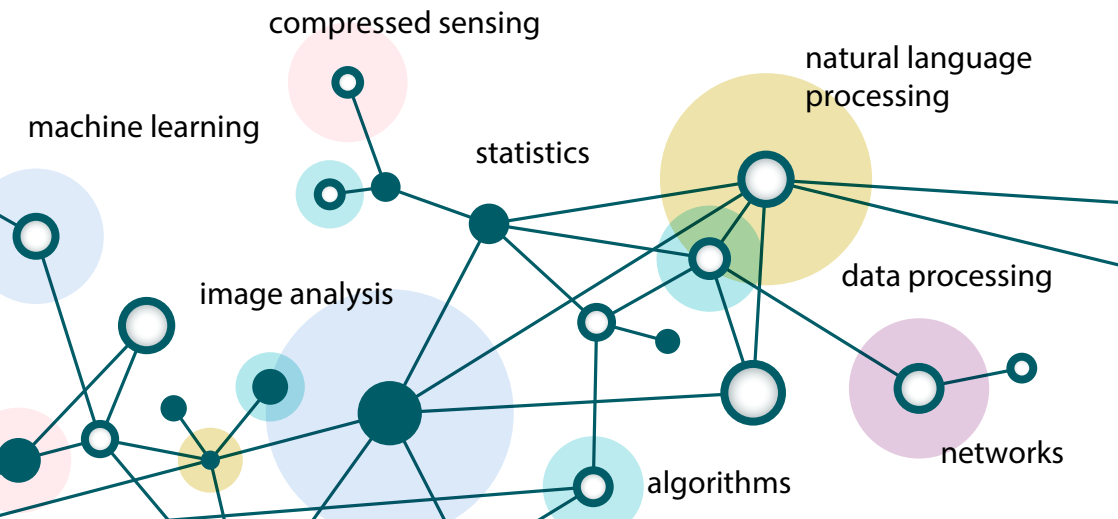 compressed sensing
natural language
processing
machine learning
statistics
data processing
image analysis
networks
algorithms